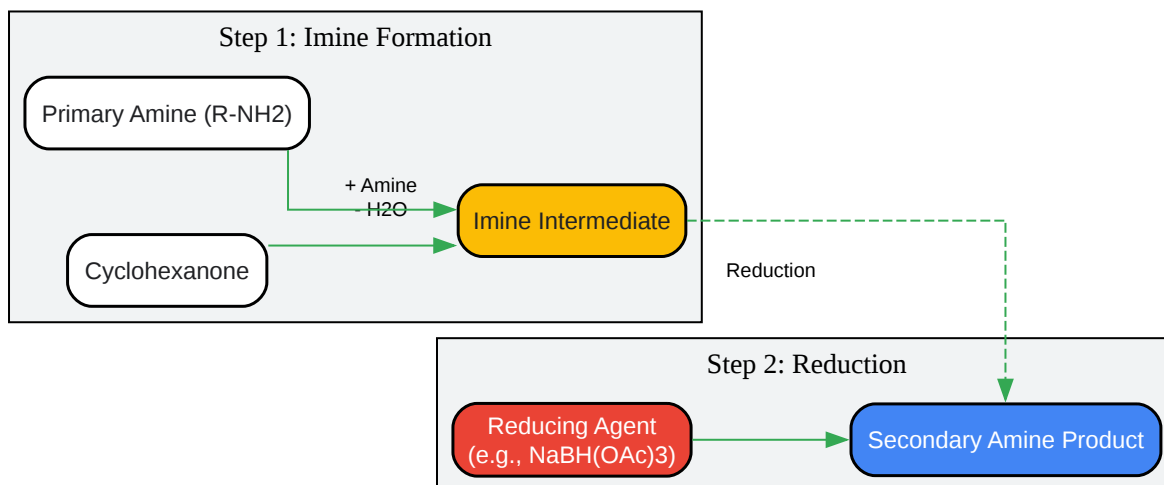 Step 1: Imine Formation
Primary Amine (R-NH2)
+ Amine
- H2O
Imine Intermediate
Cyclohexanone
Reduction
Step 2: Reduction
Reducing Agent
(e.g., NaBH(OAc)3)
Secondary Amine Product